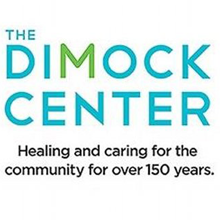 THE
DIMOCK
CENTER
Healing and caring for the
community for over 150 years.